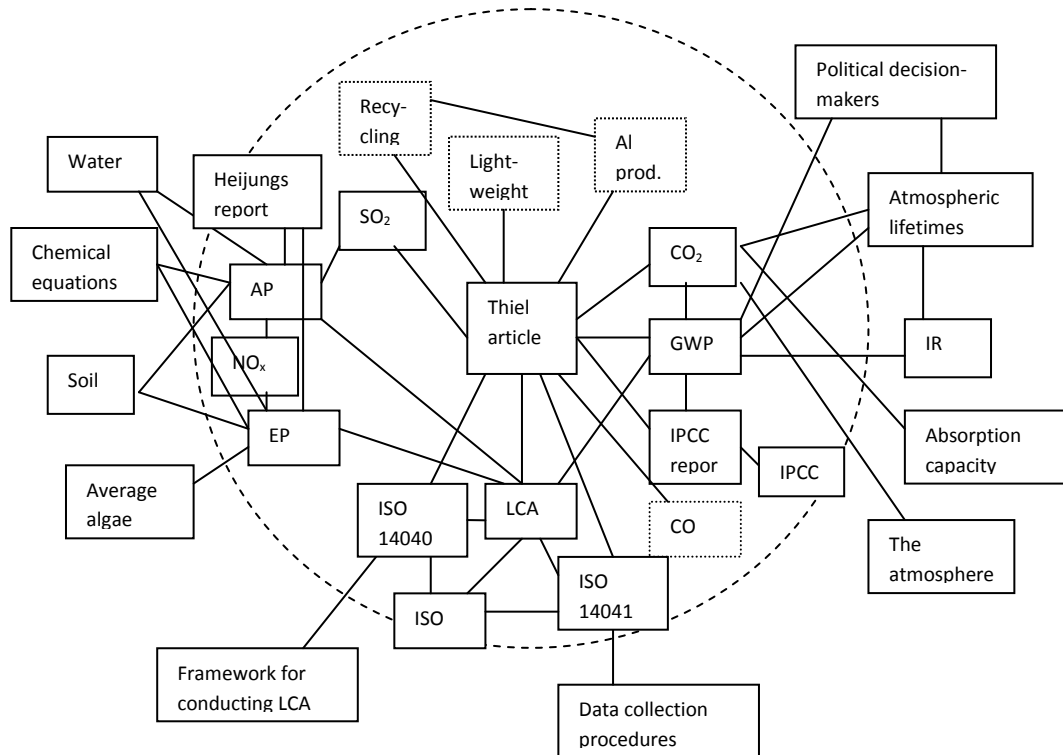 Political decision-
makers
Recy-
cling
Al
prod.
Light-
weight
Water
Heijungs
report
SO₂
Atmospheric
lifetimes
CO₂
Chemical
equations
AP
Thiel
article
GWP
IR
NOₓ
Soil
EP
IPCC
repor
Absorption
capacity
IPCC
Average
algae
ISO
14040
LCA
CO
The
atmosphere
ISO
14041
ISO
Framework for
conducting LCA
Data collection
procedures